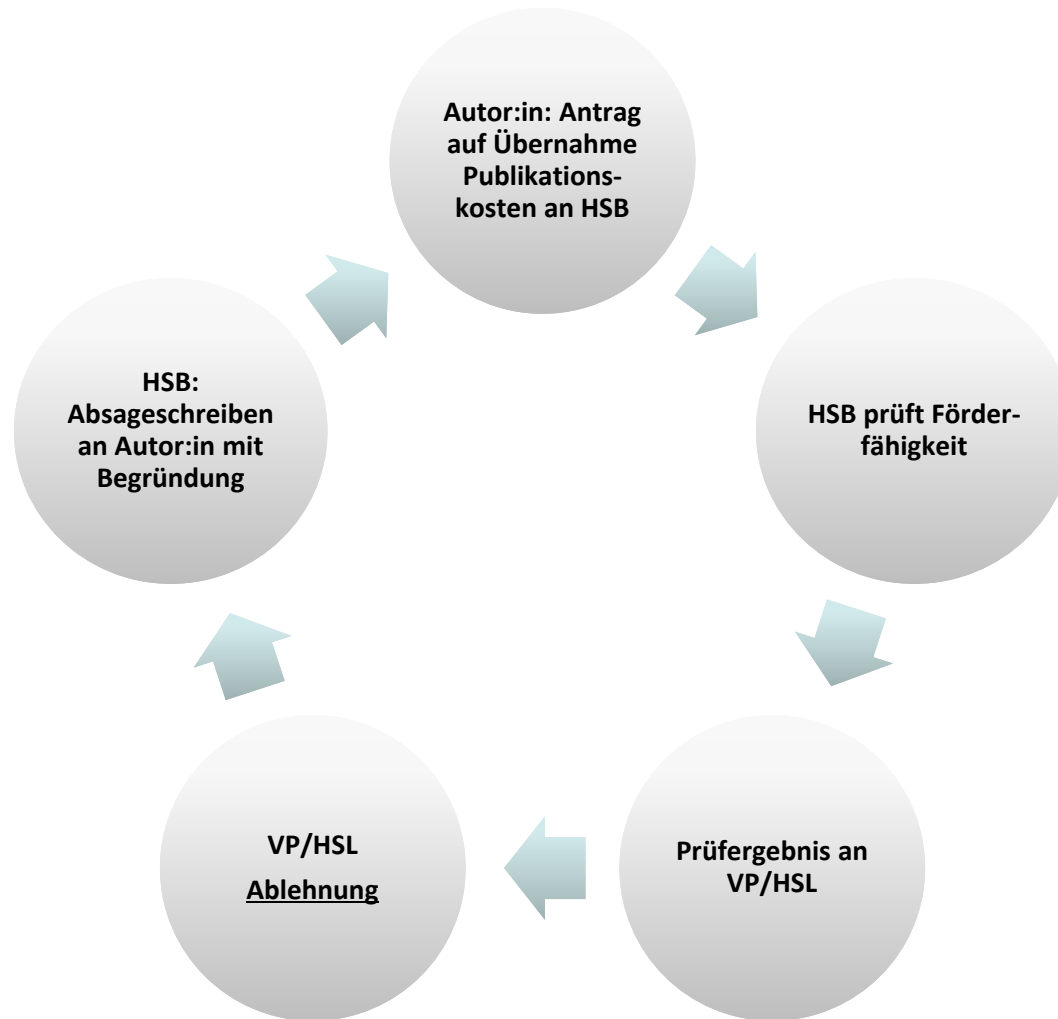 Autor:in: Antrag
auf Übernahme
Publikations-
kosten an HSB
HSB prüft Förder-
fähigkeit
Prüfergebnis an
VP/HSL
VP/HSL
Ablehnung
HSB:
Absageschreiben
an Autor:in mit
Begründung